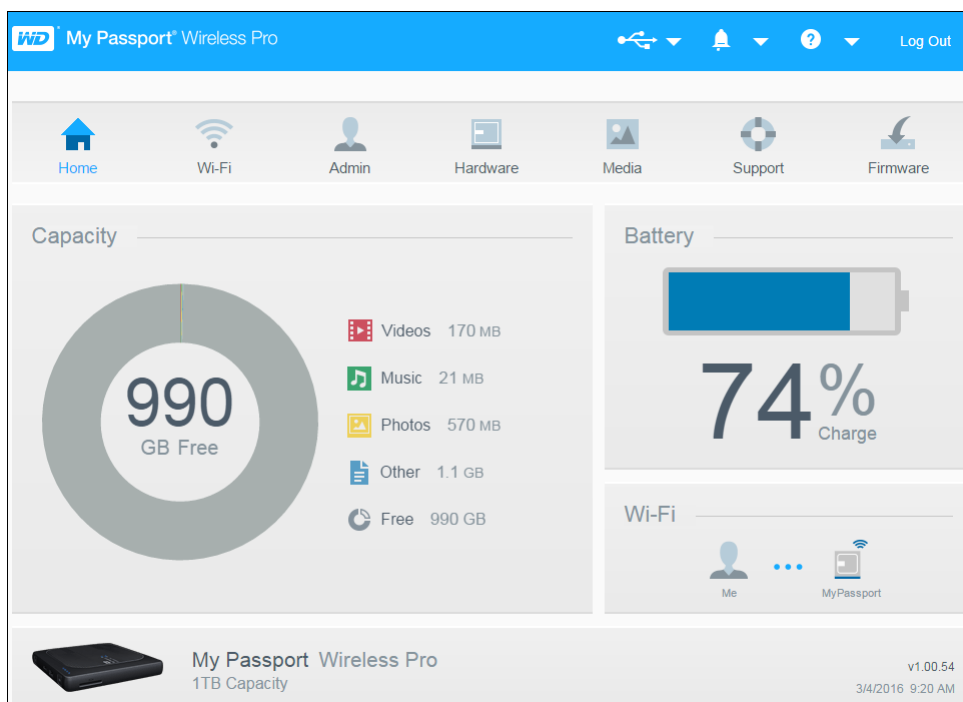 WD My Passport® Wireless Pro
Log Out
Home
Wi-Fi
Admin
Hardware
Media
Support
Firmware
Capacity
990
GB Free
Videos 170 MB
Music 21 MB
Photos 570 MB
Other 1.1 GB
Free 990 GB
Battery
74%
Charge
Wi-Fi
Me
MyPassport
My Passport Wireless Pro
1TB Capacity
v1.00.54
3/4/2016 9:20 AM